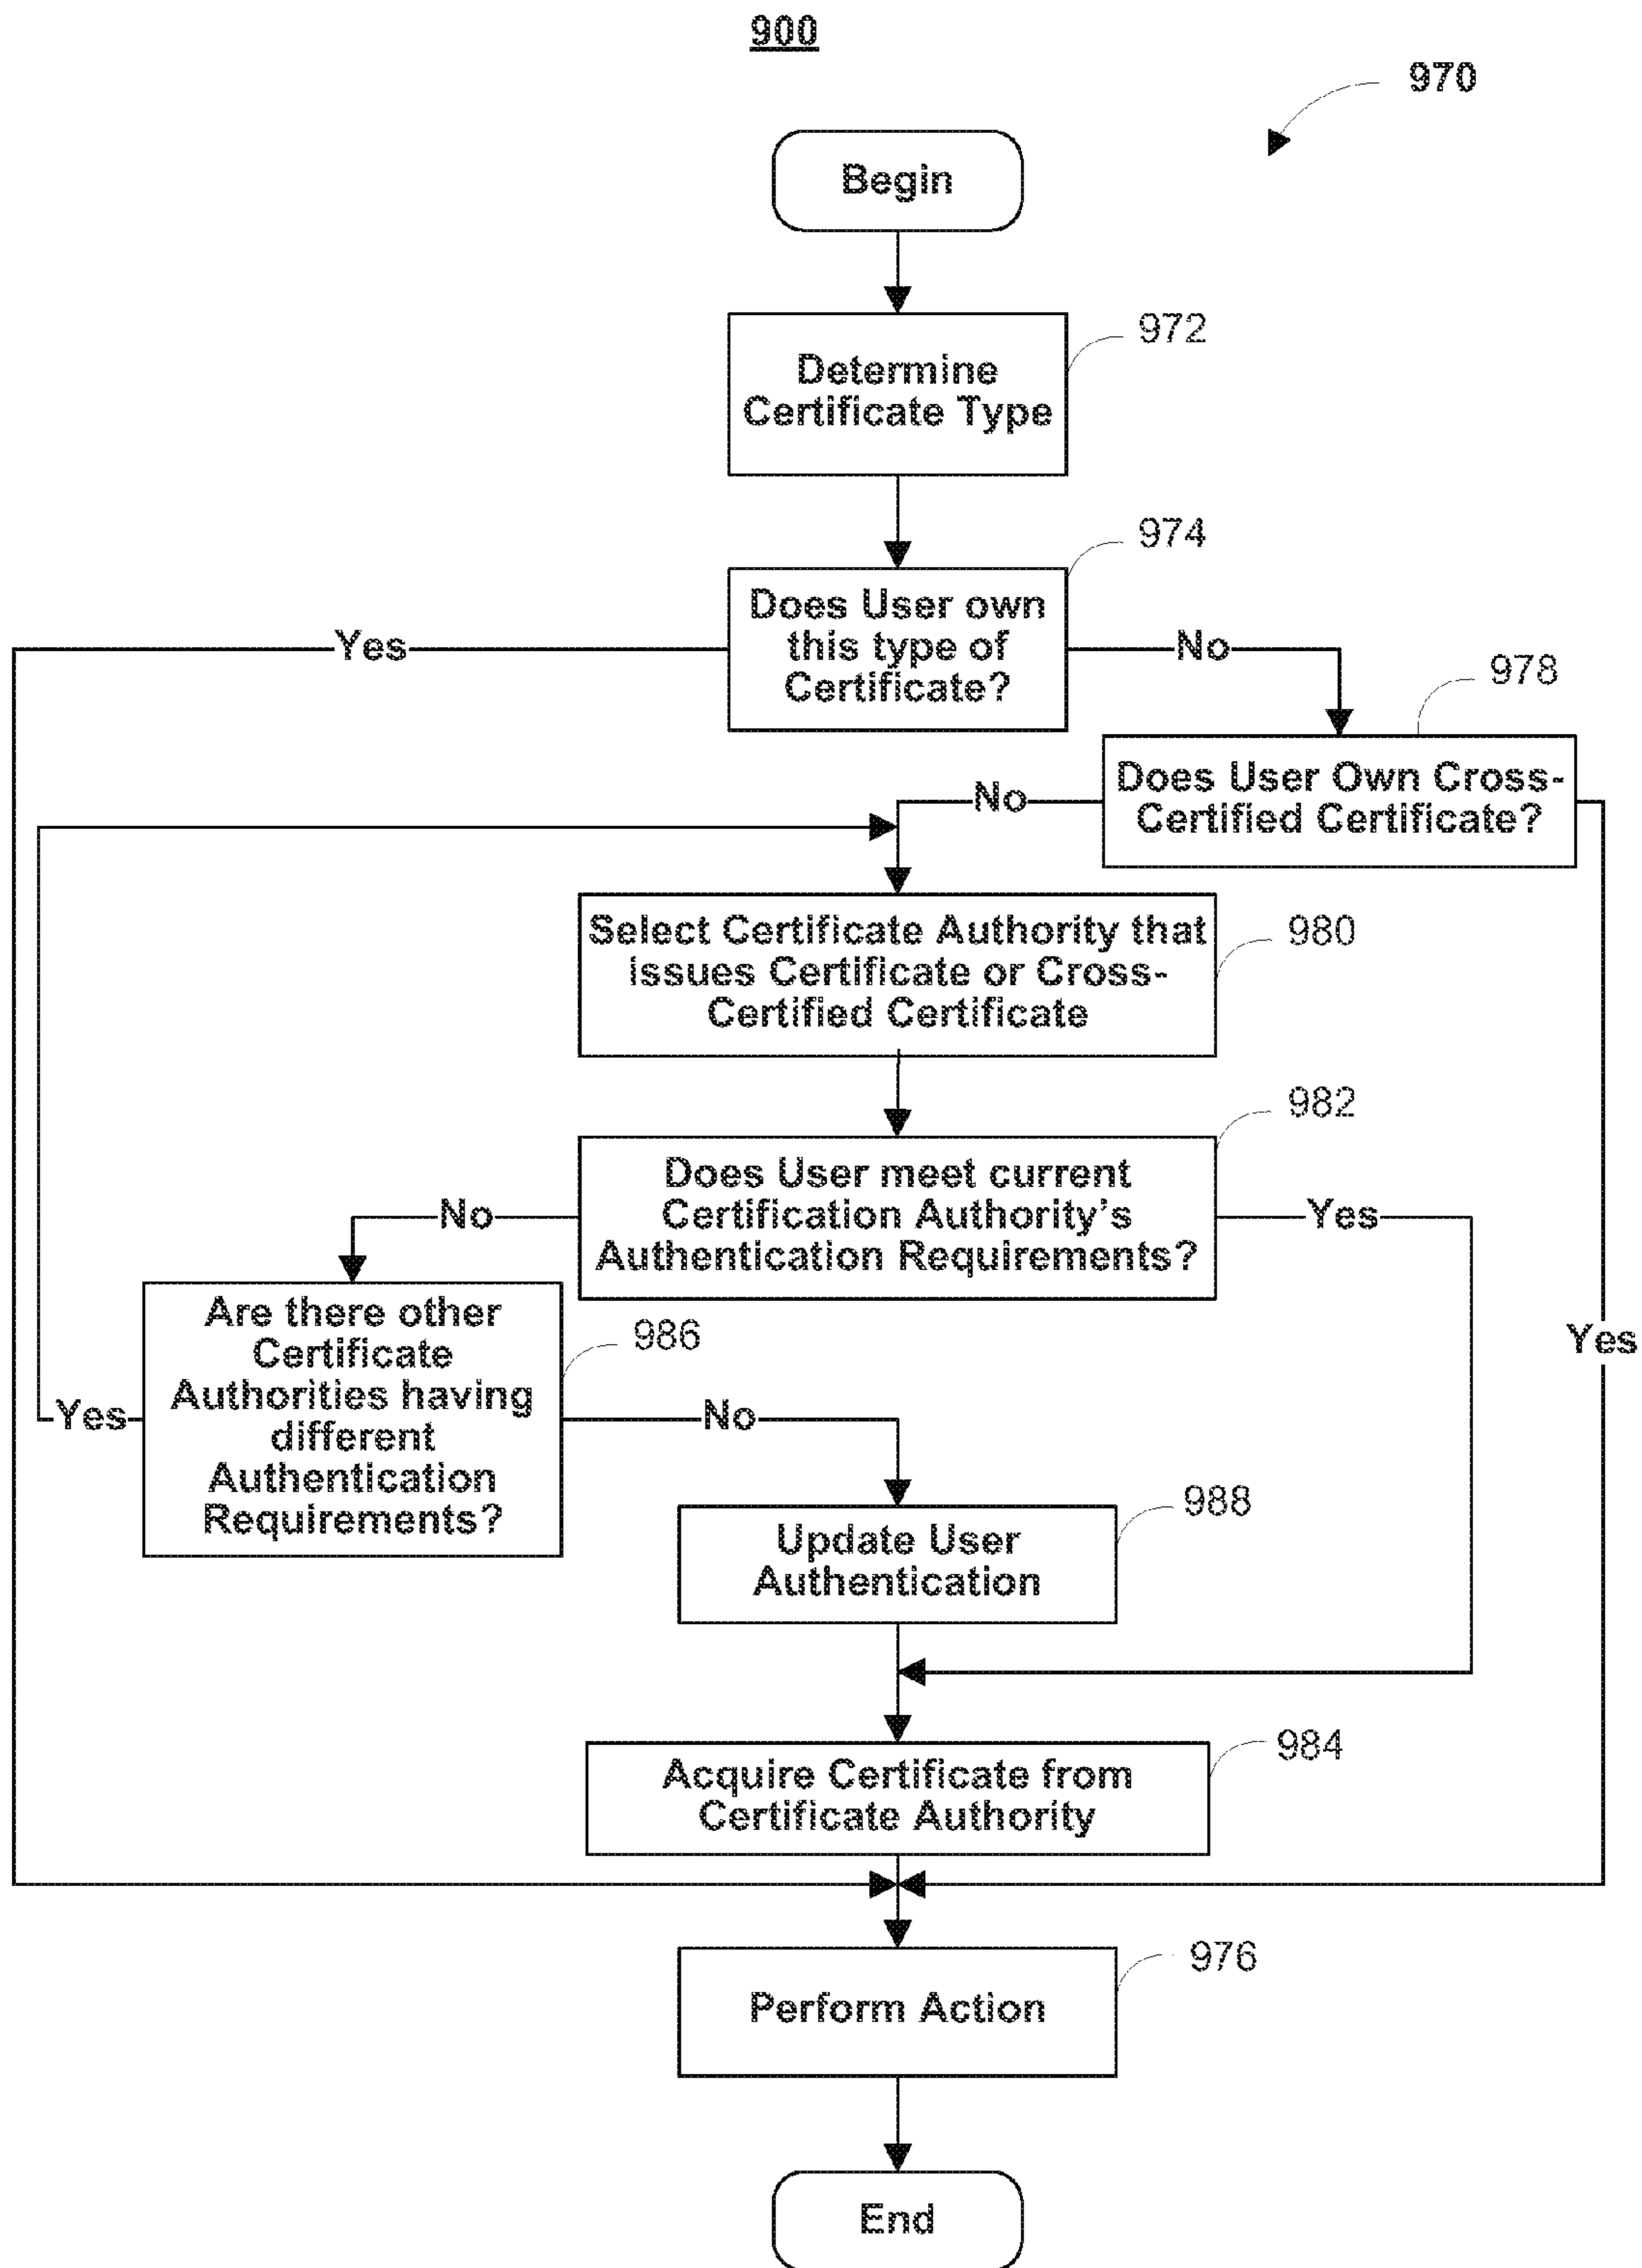 900
970
Begin
972
Determine
Certificate Type
974
Does User own
this type of
Certificate?
Yes
No
978
Does User Own Cross-
Certified Certificate?
No
Select Certificate Authority that
issues Certificate or Cross-
Certified Certificate
980
982
Does User meet current
Certification Authority's
Authentication Requirements?
No
Yes
Are there other
Certificate
Authorities having
different
Authentication
Requirements?
986
Yes
Yes
No
988
Update User
Authentication
984
Acquire Certificate from
Certificate Authority
976
Perform Action
End